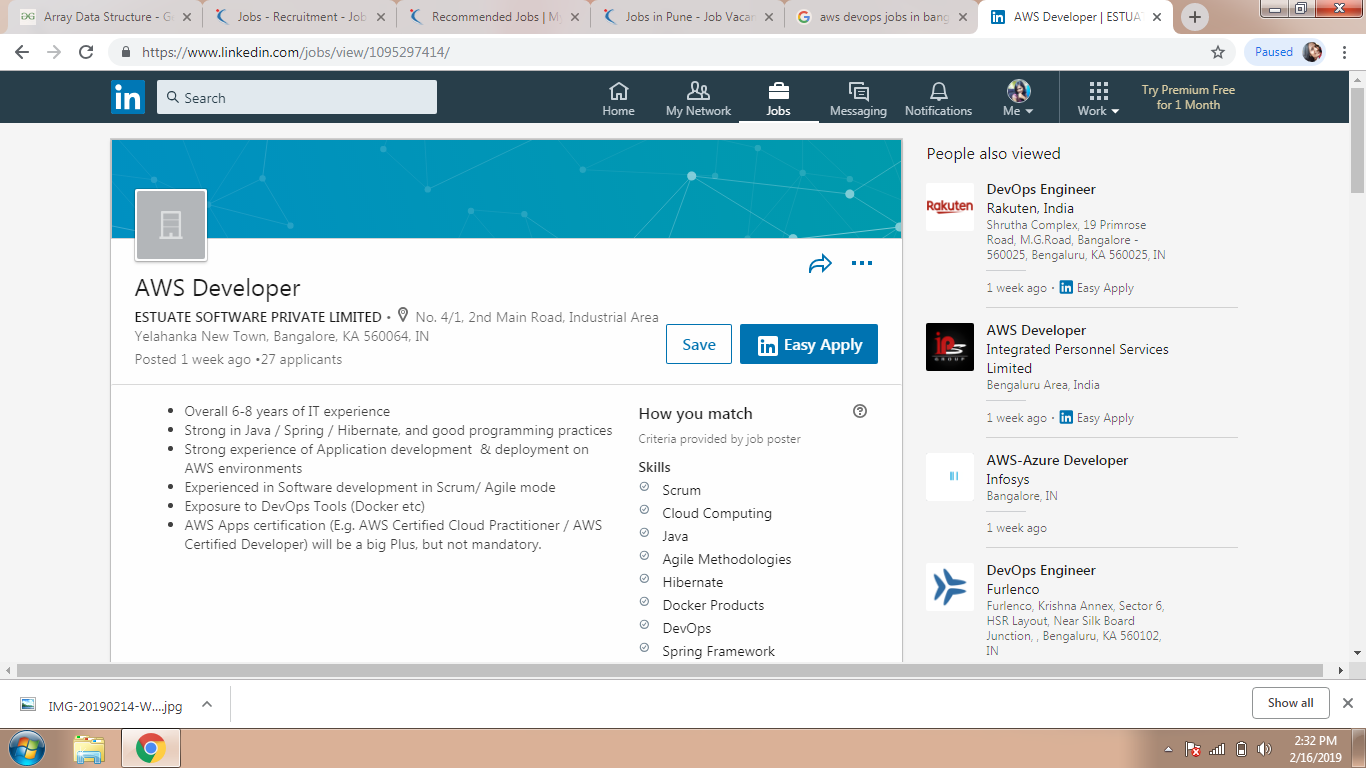 Array Data Structure - G
Jobs - Recruitment - Job
Recommended Jobs | My
Jobs in Pune - Job Vacan
aws devops jobs in bang
AWS Developer | ESTUA
https://www.linkedin.com/jobs/view/1095297414/
Paused
in
Search
Home
My Network
Jobs
Messaging
Notifications
Me
Work
Try Premium Free
for 1 Month
AWS Developer
ESTUATE SOFTWARE PRIVATE LIMITED • No. 4/1, 2nd Main Road, Industrial Area
Yelahanka New Town, Bangalore, KA 560064, IN
Posted 1 week ago •27 applicants
Save
in Easy Apply
• Overall 6-8 years of IT experience
• Strong in Java / Spring / Hibernate, and good programming practices
• Strong experience of Application development & deployment on
AWS environments
• Experienced in Software development in Scrum/ Agile mode
• Exposure to DevOps Tools (Docker etc)
• AWS Apps certification (E.g. AWS Certified Cloud Practitioner / AWS
Certified Developer) will be a big Plus, but not mandatory.
How you match
Criteria provided by job poster
Skills
Scrum
Cloud Computing
Java
Agile Methodologies
Hibernate
Docker Products
DevOps
Spring Framework
People also viewed
Rakuten
DevOps Engineer
Rakuten, India
Shrutha Complex, 19 Primrose
Road, M.G.Road, Bangalore -
560025, Bengaluru, KA 560025, IN
1 week ago • in Easy Apply
IPS
GROUP
AWS Developer
Integrated Personnel Services
Limited
Bengaluru Area, India
1 week ago • in Easy Apply
AWS-Azure Developer
Infosys
Bangalore, IN
1 week ago
DevOps Engineer
Furlenco
Furlenco, Krishna Annex, Sector 6,
HSR Layout, Near Silk Board
Junction, , Bengaluru, KA 560102,
IN
IMG-20190214-W....jpg
Show all
2:32 PM
2/16/2019